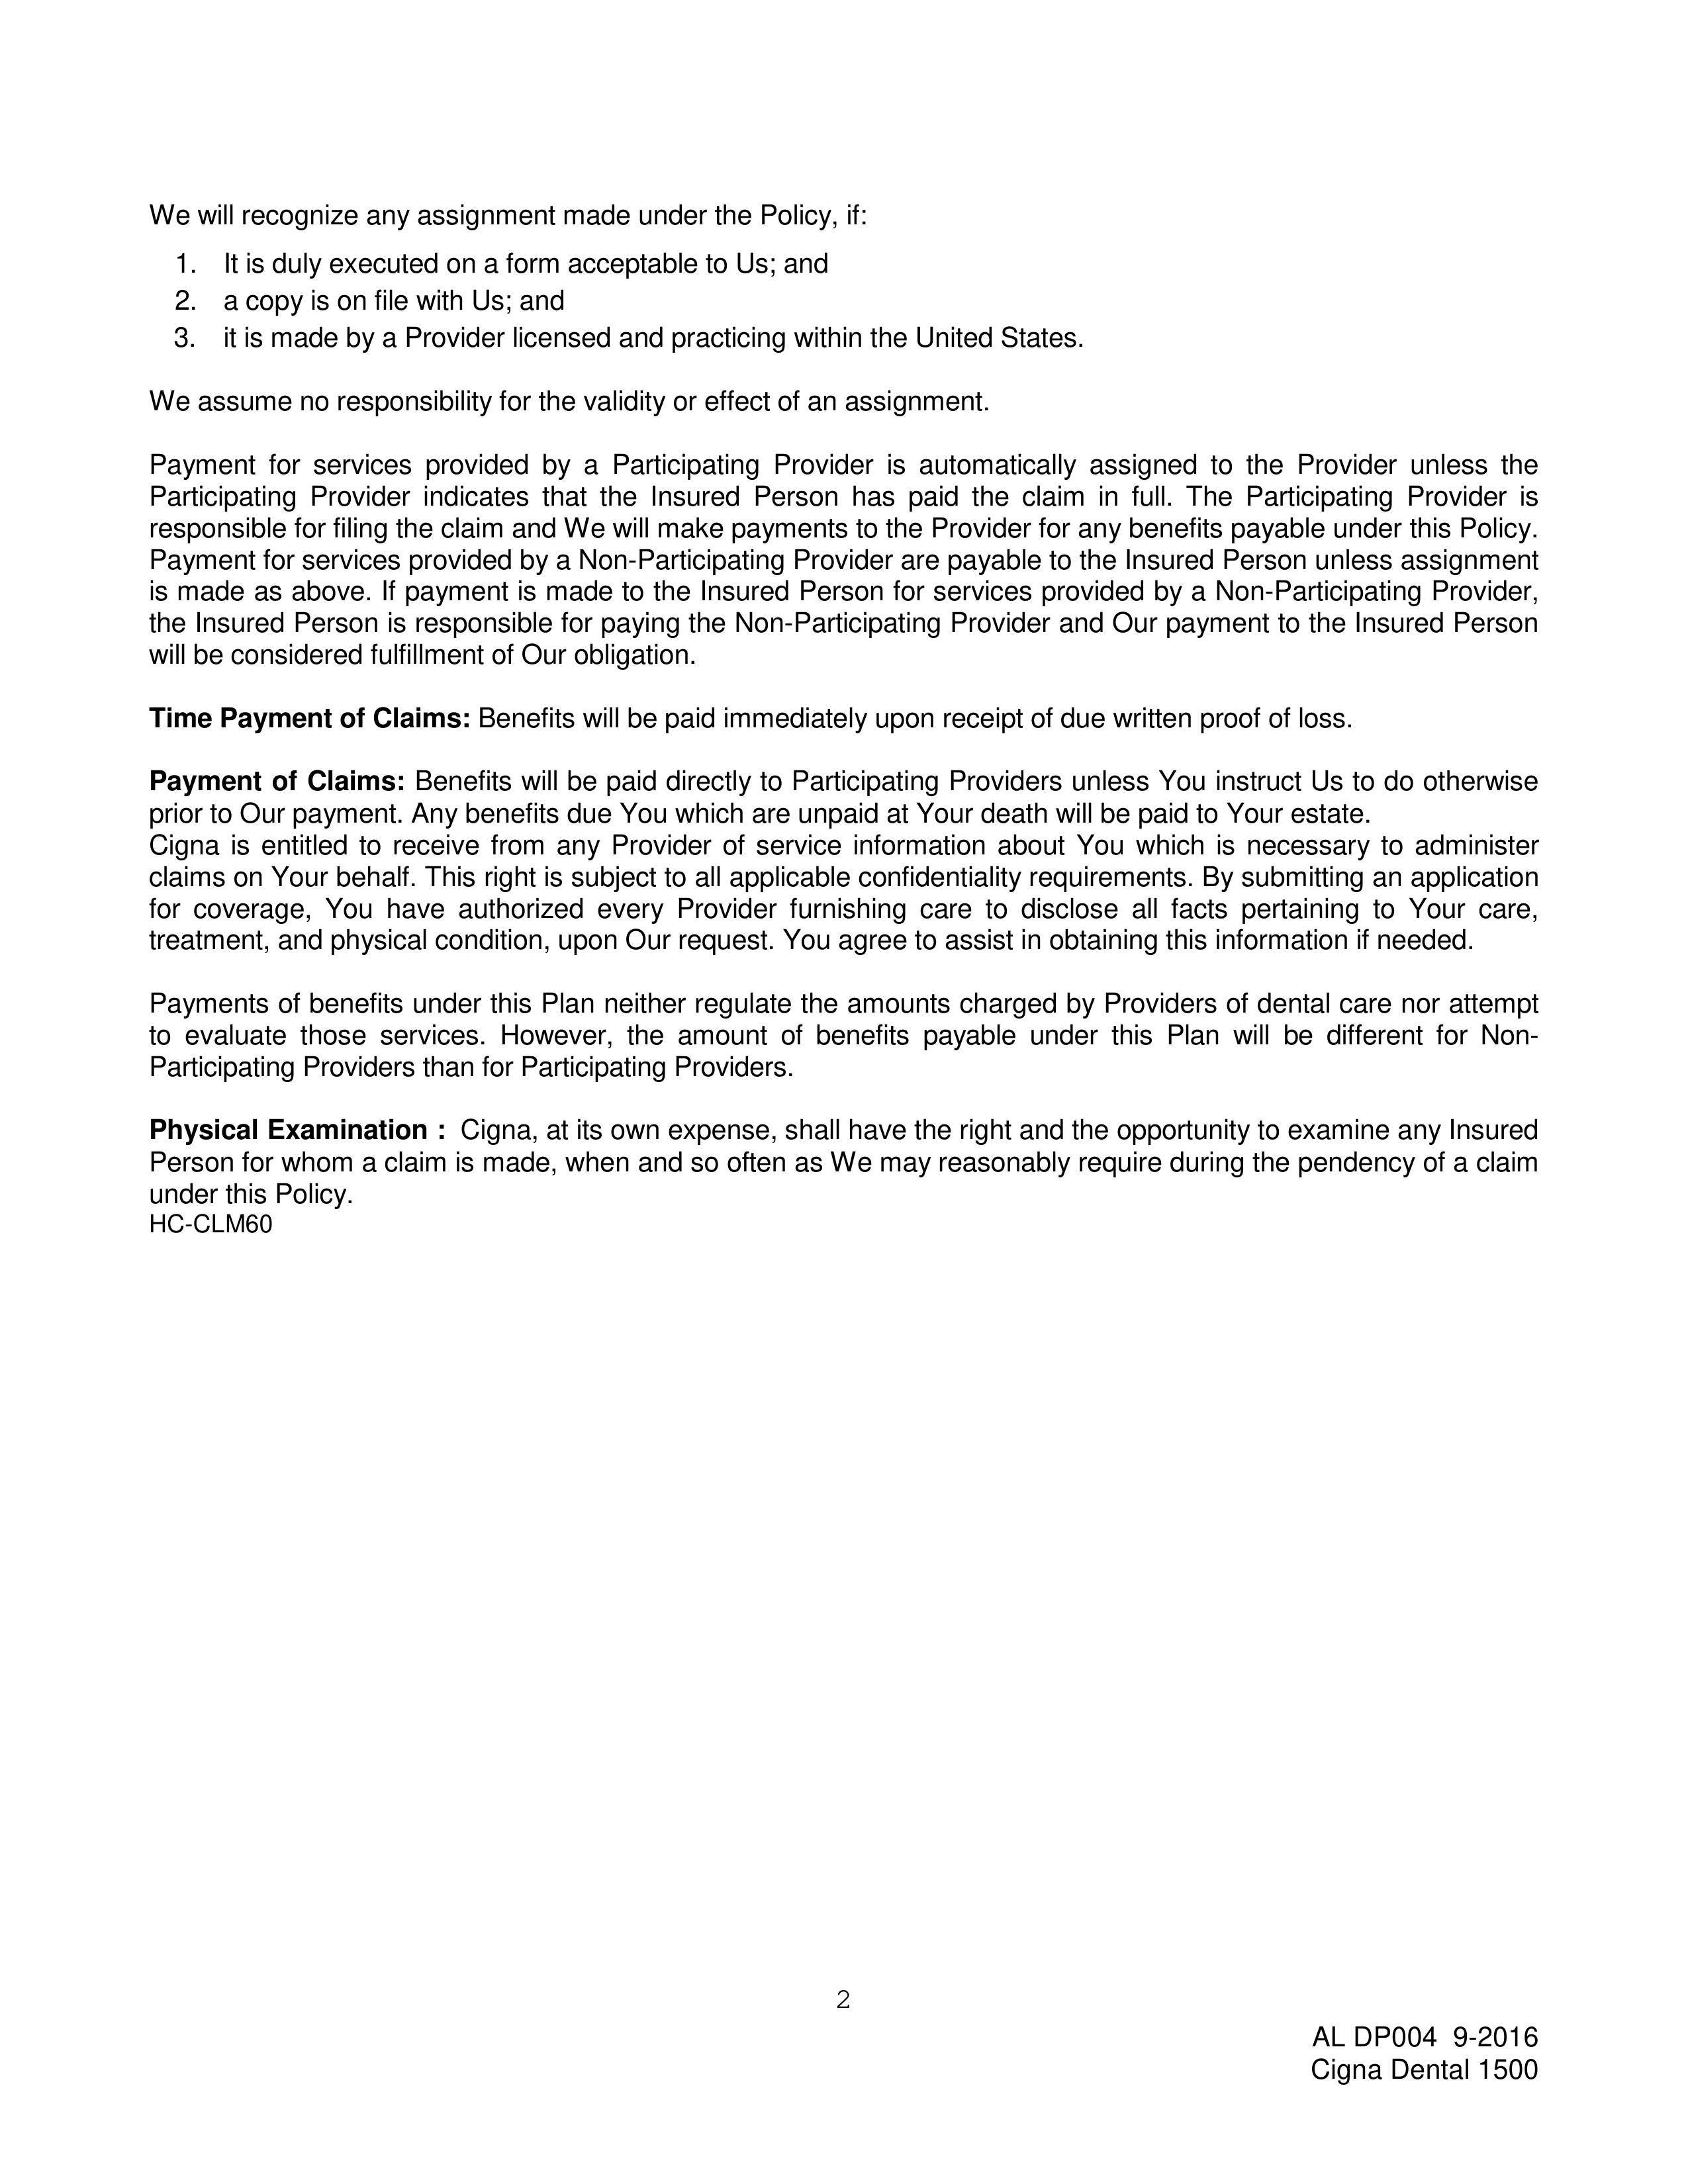 We will recognize any assignment made under the Policy, if:
1. It is duly executed on a form acceptable to Us; and
2. a copy is on file with Us; and
3. it is made by a Provider licensed and practicing within the United States.
We assume no responsibility for the validity or effect of an assignment.
Payment for services provided by a Participating Provider is automatically assigned to the Provider unless the
Participating Provider indicates that the Insured Person has paid the claim in full. The Participating Provider is
responsible for filing the claim and We will make payments to the Provider for any benefits payable under this Policy.
Payment for services provided by a Non-Participating Provider are payable to the Insured Person unless assignment
is made as above. If payment is made to the Insured Person for services provided by a Non-Participating Provider,
the Insured Person is responsible for paying the Non-Participating Provider and Our payment to the Insured Person
will be considered fulfillment of Our obligation.
Time Payment of Claims: Benefits will be paid immediately upon receipt of due written proof of loss.
Payment of Claims: Benefits will be paid directly to Participating Providers unless You instruct Us to do otherwise
prior to Our payment. Any benefits due You which are unpaid at Your death will be paid to Your estate.
Cigna is entitled to receive from any Provider of service information about You which is necessary to administer
claims on Your behalf. This right is subject to all applicable confidentiality requirements. By submitting an application
for coverage, You have authorized every Provider furnishing care to disclose all facts pertaining to Your care,
treatment, and physical condition, upon Our request. You agree to assist in obtaining this information if needed.
Payments of benefits under this Plan neither regulate the amounts charged by Providers of dental care nor attempt
to evaluate those services. However, the amount of benefits payable under this Plan will be different for Non-
Participating Providers than for Participating Providers.
Physical Examination : Cigna, at its own expense, shall have the right and the opportunity to examine any Insured
Person for whom a claim is made, when and so often as We may reasonably require during the pendency of a claim
under this Policy.
HC-CLM60
2
AL DP004 9-2016
Cigna Dental 1500